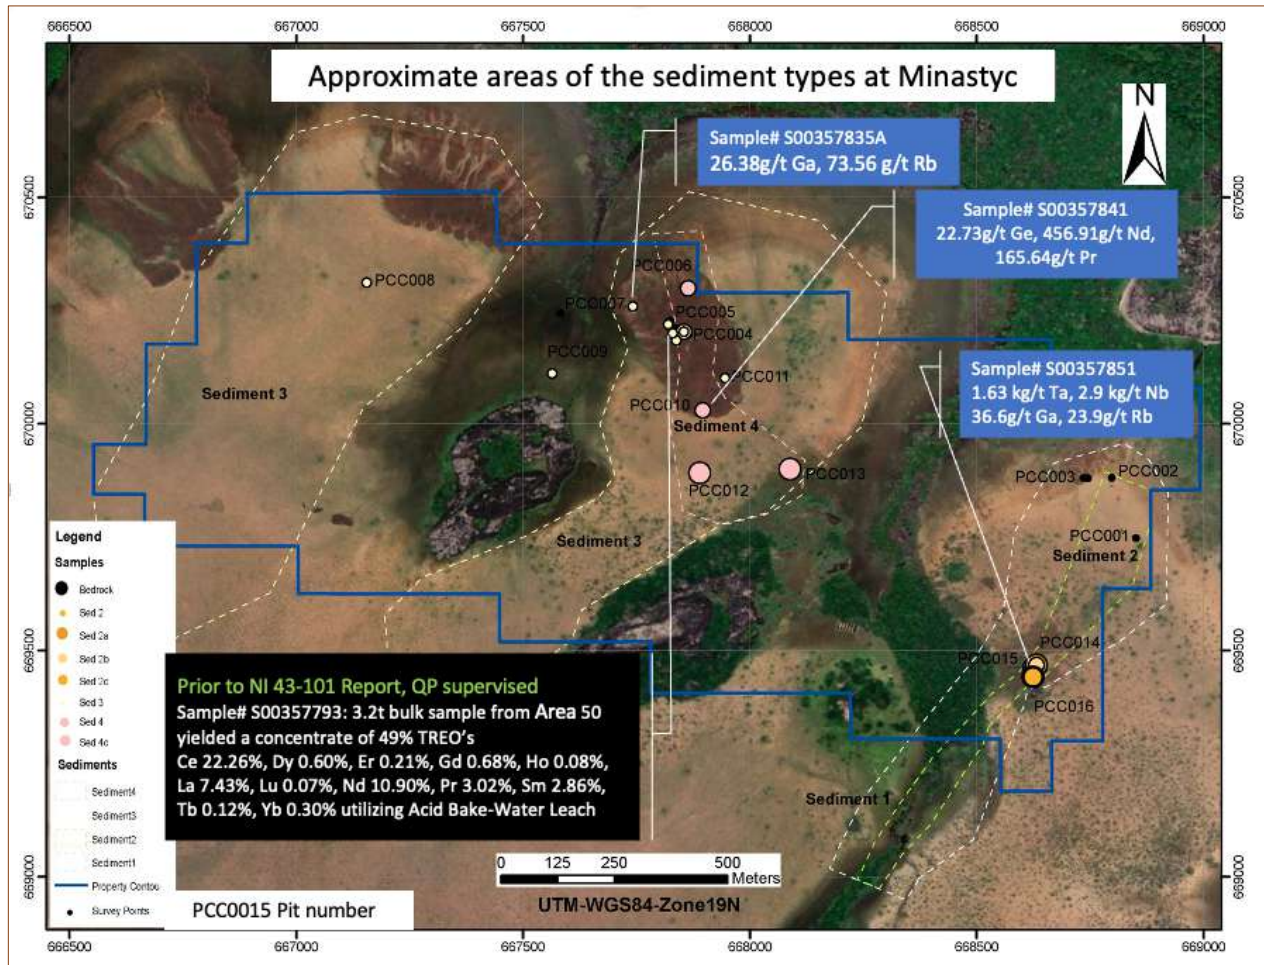 666500 667000 667500 668000 668500 669000
Approximate areas of the sediment types at Minastyc
N
Sample# S00357835A
26.38g/t Ga, 73.56 g/t Rb
670500
670500
Sample# S00357841
22.73g/t Ge, 456.91g/t Nd,
165.64g/t Pr
PCC006
PCC008
PCC007
PCC005
PCC004
PCC009
Sample# S00357851
1.63 kg/t Ta, 2.9 kg/t Nb
36.6g/t Ga, 23.9g/t Rb
PCC011
Sediment 3
PCC010
Sediment 4
670000
670000
PCC012
PCC013
PCC003
PCC002
PCC001
Sediment 2
Sediment 3
Legend
Samples
Bedrock
Sed 2
Sed 2a
Sed 2b
Sed 2c
Sed 3
Sed 4
Sed 4c
Sediments
Sediment4
Sediment3
Sediment2
Sediment1
Property Contou
Survey Points
PCC014
PCC015
PCC016
669500
669500
Prior to NI 43-101 Report, QP supervised
Sample# S00357793: 3.2t bulk sample from Area 50
yielded a concentrate of 49% TREO's
Ce 22.26%, Dy 0.60%, Er 0.21%, Gd 0.68%, Ho 0.08%,
La 7.43%, Lu 0.07%, Nd 10.90%, Pr 3.02%, Sm 2.86%,
Tb 0.12%, Yb 0.30% utilizing Acid Bake-Water Leach
Sediment 1
0 125 250 500
Meters
UTM-WGS84-Zone19N
669000
669000
PCC0015 Pit number
666500 667000 667500 668000 668500 669000